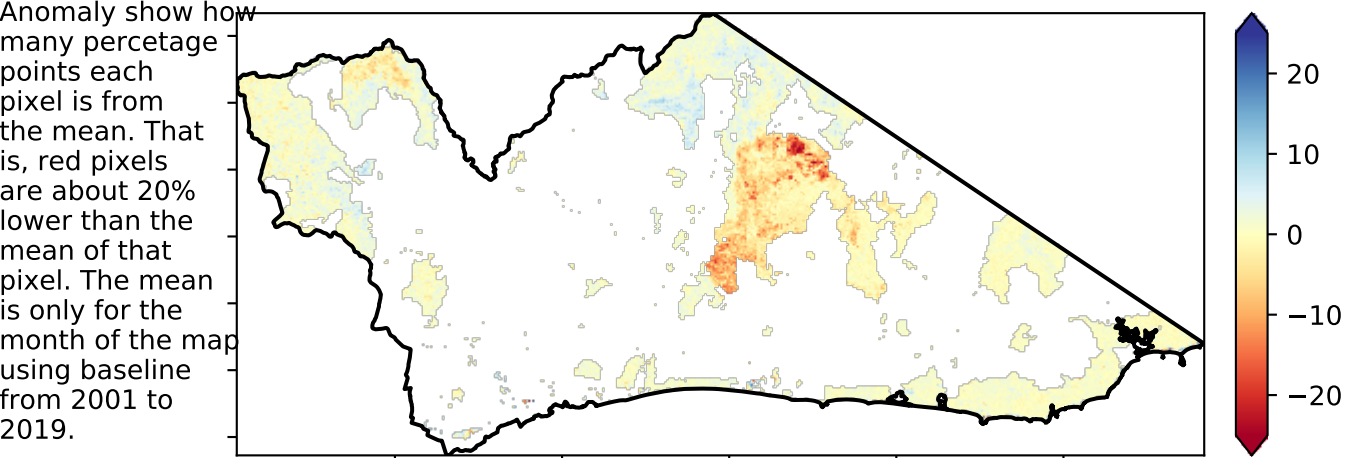 Anomaly show how
many percetage
points each
pixel is from
the mean. That
is, red pixels
are about 20%
lower than the
mean of that
pixel. The mean
is only for the
month of the map
using baseline
from 2001 to
2019.
20
10
0
−10
−20